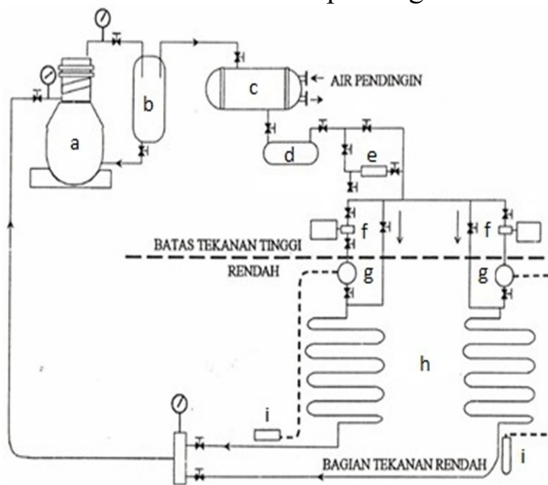 a
b
c
AIR PENDINGIN
d
e
f
f
BATAS TEKANAN TINGGI
RENDAH
g
g
h
i
i
BAGIAN TEKANAN RENDAH